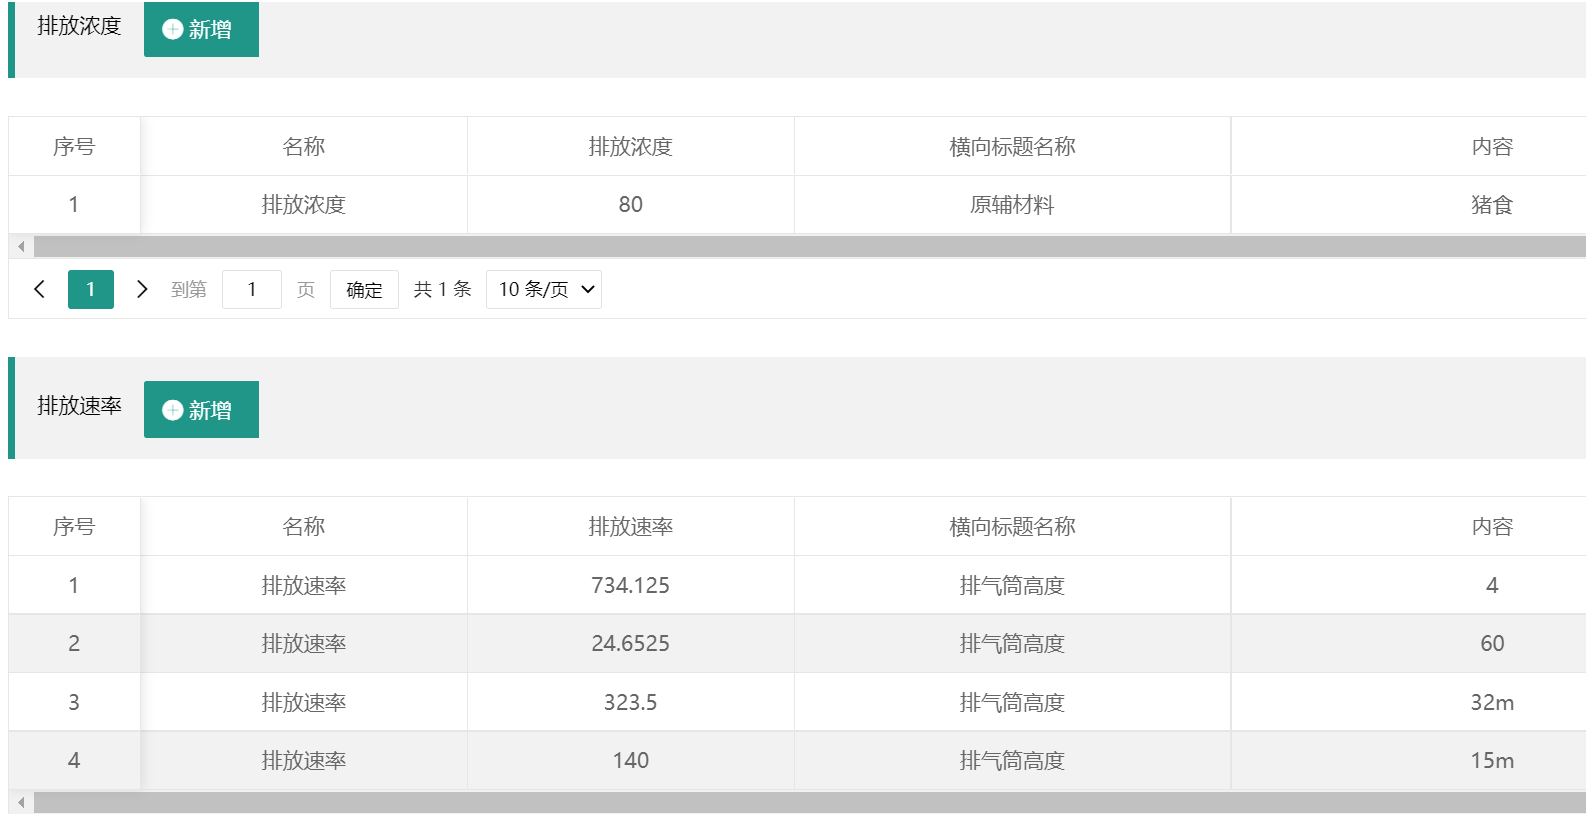 排放浓度 新增
序号 名称 排放浓度 横向标题名称 内容
1 排放浓度 80 原辅材料 猪食
1 到第 1 页 确定 共 1 条 10 条/页
排放速率 新增
序号 名称 排放速率 横向标题名称 内容
1 排放速率 734.125 排气筒高度 4
2 排放速率 24.6525 排气筒高度 60
3 排放速率 323.5 排气筒高度 32m
4 排放速率 140 排气筒高度 15m